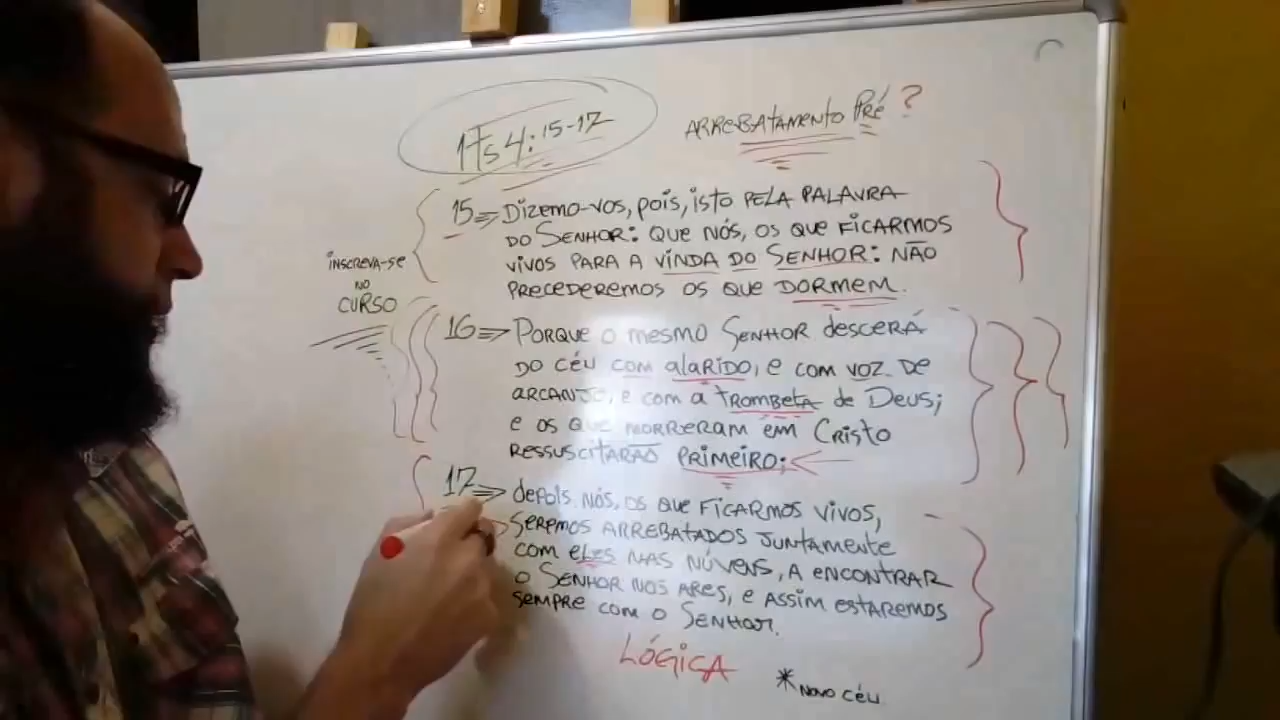 1Ts 4:15-17
ARREBATAMENTO PRÉ?
INSCREVA-SE
NO
CURSO
15 => DIZEMO-VOS, POIS, ISTO PELA PALAVRA
DO SENHOR: QUE NÓS, OS QUE FICARMOS
VIVOS PARA A VINDA DO SENHOR: NÃO
PRECEDEREMOS OS QUE DORMEM.
16 => PORQUE O MESMO SENHOR DESCERÁ
DO CÉU COM ALARIDO, E COM VOZ DE
ARCANJO, E COM A TROMBETA DE DEUS;
E OS QUE MORRERAM EM CRISTO
RESSUSCITARÃO PRIMEIRO;
17 => DEPOIS NÓS, OS QUE FICARMOS VIVOS,
SEREMOS ARREBATADOS JUNTAMENTE
COM ELES NAS NÚVENS, A ENCONTRAR
O SENHOR NOS ARES, E ASSIM ESTAREMOS
SEMPRE COM O SENHOR.
LÓGICA
* NOVO CÉU